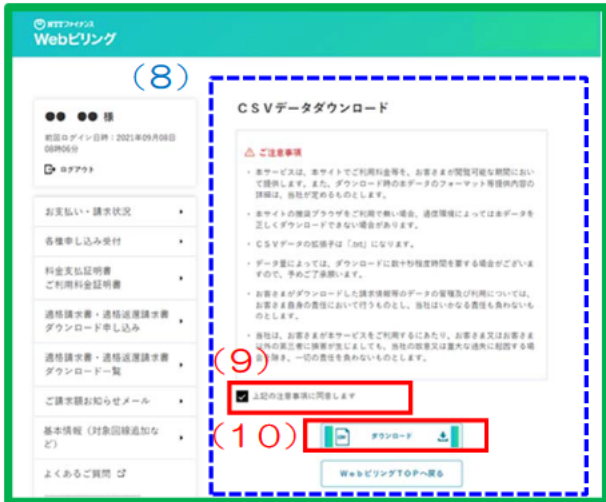 NTTファイナンス
Webビリング
(8)
●● ●● 様
前回ログイン日時:2021年09月08日
08時06分
ログアウト
お支払い・請求状況
各種申し込み受付
料金支払証明書
ご利用料金証明書
適格請求書・適格返還請求書
ダウンロード申し込み
適格請求書・適格返還請求書
ダウンロード一覧
ご請求額お知らせメール
基本情報(対象回線追加な
ど)
よくあるご質問
CSVデータダウンロード
ご注意事項
・ 本サービスは、本サイトでご利用料金等を、お客さまが閲覧可能な期間におい
て提供します。また、ダウンロード時の本データのフォーマット等提供内容の
詳細は、当社が定めるものとします。
・ 本サイトの推奨ブラウザをご利用で無い場合、通信環境によっては本データを
正しくダウンロードできない場合があります。
・ CSVデータの拡張子は「.txt」になります。
・ データ量によっては、ダウンロードに数十秒程度時間を要する場合がございま
すので、予めご了承願います。
・ お客さまがダウンロードした請求情報等のデータの管理及び利用については、
お客さま自身の責任において行うものとし、当社はいかなる責任も負わないも
のとします。
・ 当社は、お客さまが本サービスをご利用するにあたり、お客さま又はお客さま
以外の第三者に損害が生じましても、当社の故意又は重大な過失に起因する場
合を除き、一切の責任を負わないものとします。
(9)
上記の注意事項に同意します
(10)
ダウンロード
WebビリングTOPへ戻る